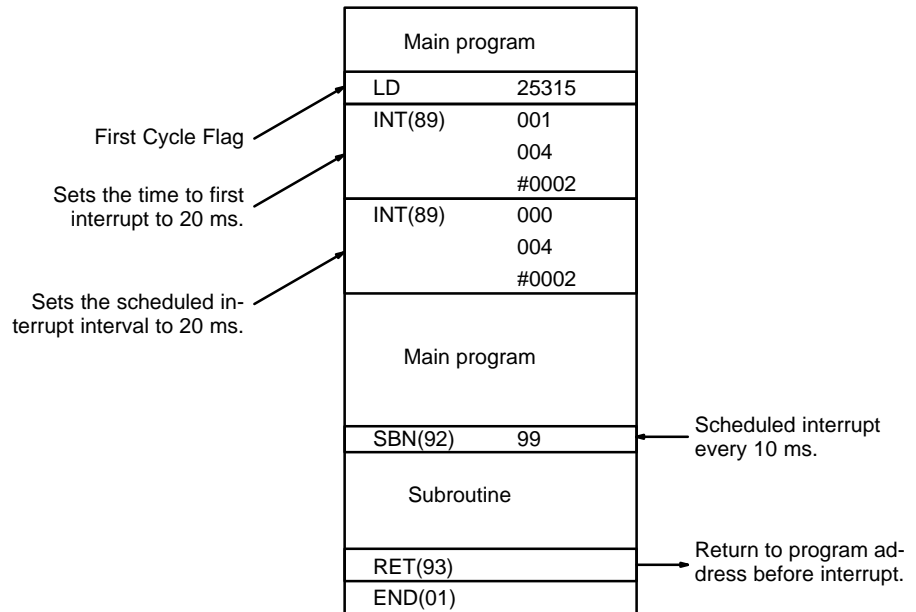 Main program
LD 25315
First Cycle Flag
INT(89) 001
004
#0002
Sets the time to first
interrupt to 20 ms.
INT(89) 000
004
#0002
Sets the scheduled in-
terrupt interval to 20 ms.
Main program
SBN(92) 99
Scheduled interrupt
every 10 ms.
Subroutine
RET(93)
Return to program ad-
dress before interrupt.
END(01)